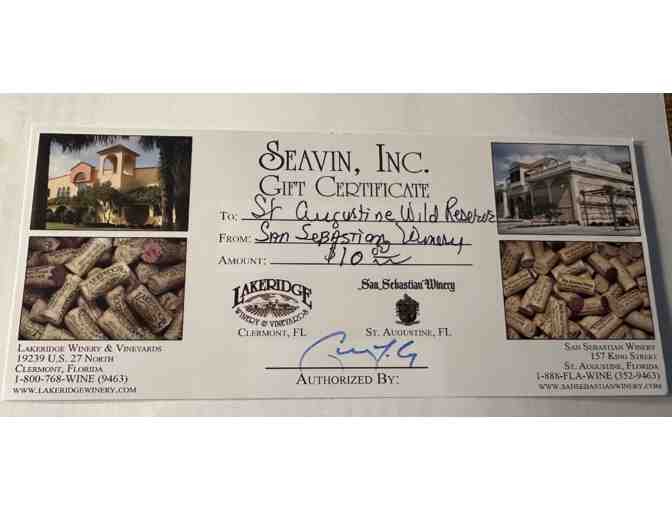 SEAVIN, INC.
GIFT CERTIFICATE
TO: St Augustine Wild Reserve
FROM: San Sebastian Winery
AMOUNT: $10 00/xx
LAKERIDGE
WINERY & VINEYARDS
CLERMONT, FL
San Sebastian Winery
ST. AUGUSTINE, FL
AUTHORIZED BY:
LAKERIDGE WINERY & VINEYARDS
19239 U.S. 27 NORTH
CLERMONT, FLORIDA
1-800-768-WINE (9463)
WWW.LAKERIDGEWINERY.COM
SAN SEBASTIAN WINERY
157 KING STREET
ST. AUGUSTINE, FLORIDA
1-888-FLA-WINE (352-9463)
WWW.SANSEBASTIANWINERY.COM